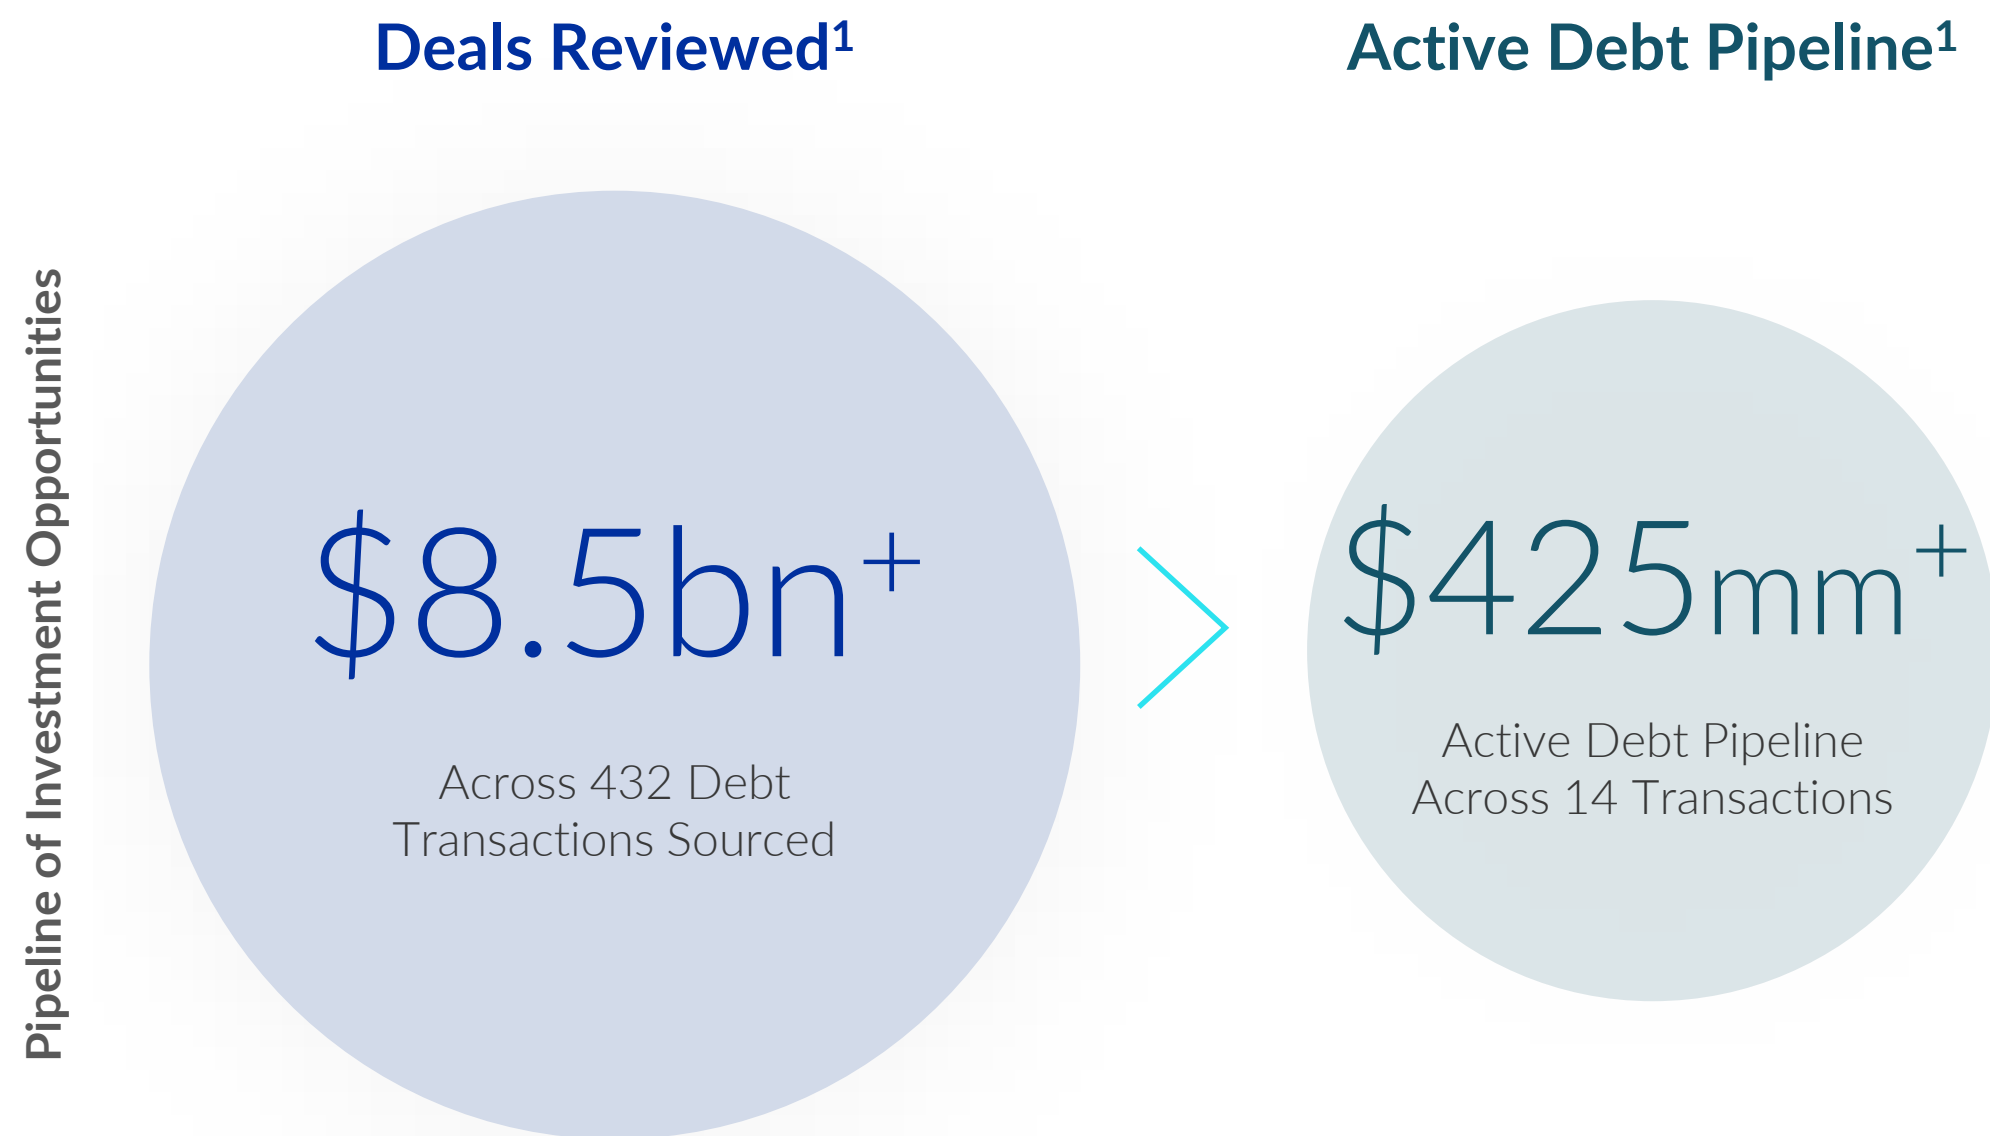 Deals Reviewed¹
Active Debt Pipeline¹
Pipeline of Investment Opportunities
$8.5bn⁺
Across 432 Debt
Transactions Sourced
$425mm⁺
Active Debt Pipeline
Across 14 Transactions